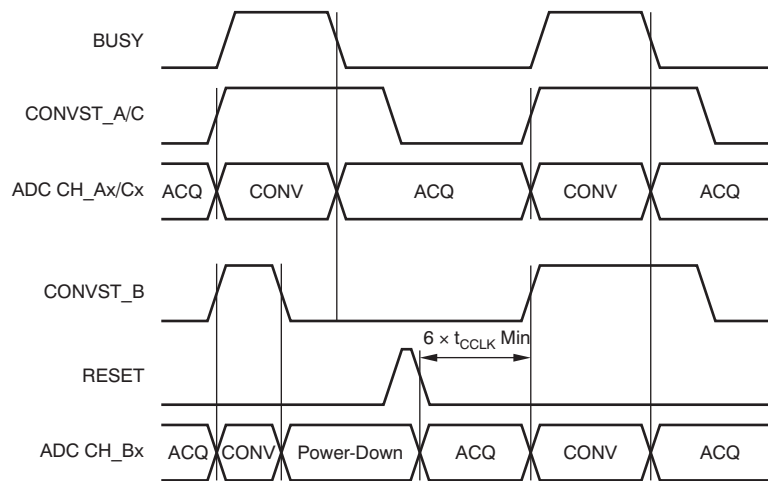 BUSY
CONVST_A/C
ADC CH_Ax/Cx ACQ CONV ACQ CONV ACQ
CONVST_B
6 × tCCLK Min
RESET
ADC CH_Bx ACQ CONV Power-Down ACQ CONV ACQ